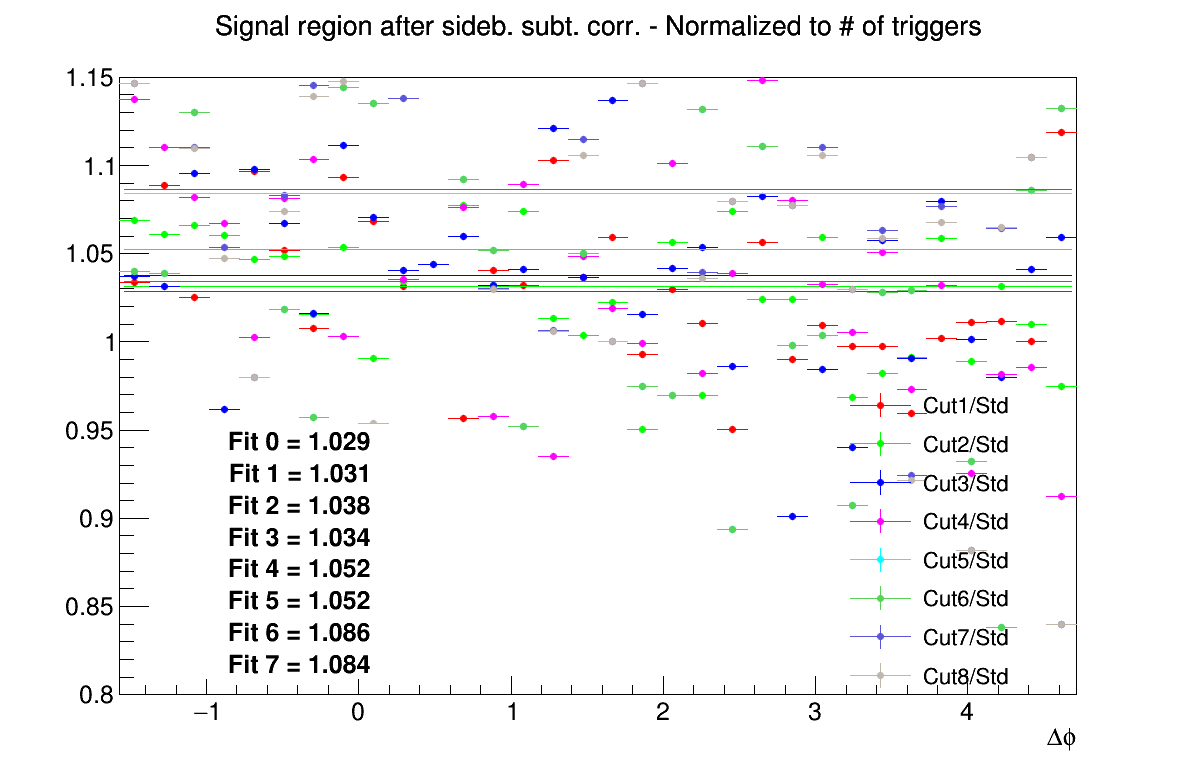 Signal region after sideb. subt. corr. - Normalized to # of triggers
1.15
1.1
1.05
1
0.95
0.9
0.85
0.8
Fit 0 = 1.029
Fit 1 = 1.031
Fit 2 = 1.038
Fit 3 = 1.034
Fit 4 = 1.052
Fit 5 = 1.052
Fit 6 = 1.086
Fit 7 = 1.084
Cut1/Std
Cut2/Std
Cut3/Std
Cut4/Std
Cut5/Std
Cut6/Std
Cut7/Std
Cut8/Std
−1 0 1 2 3 4
Δϕ